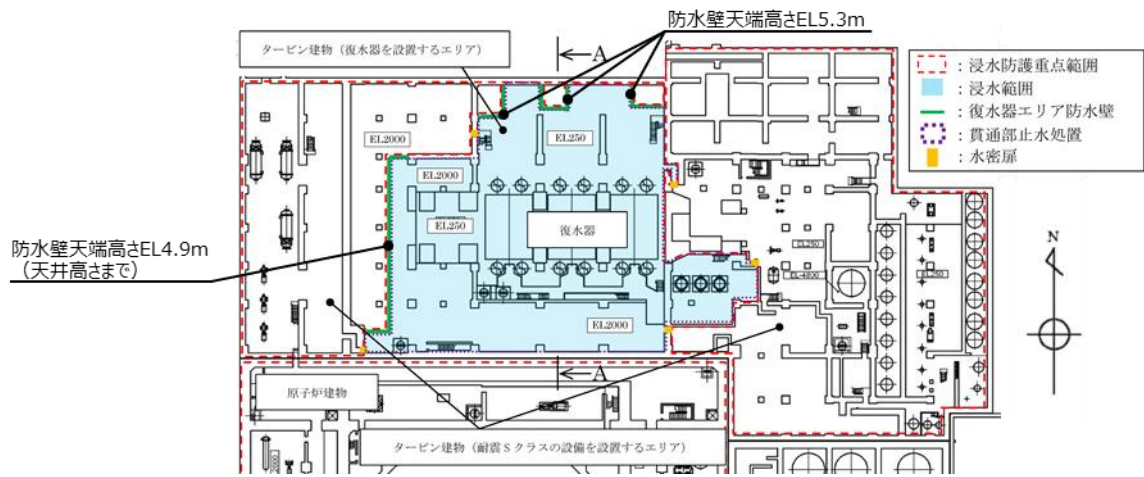 防水壁天端高さEL5.3m
タービン建物（復水器を設置するエリア）
A
：浸水防護重点範囲
：浸水範囲
：復水器エリア防水壁
：貫通部止水処置
：水密扉
EL2000
EL250
EL2000
EL250
復水器
防水壁天端高さEL4.9m
（天井高さまで）
EL250
EL2000
N
A
原子炉建物
タービン建物（耐震Sクラスの設備を設置するエリア）